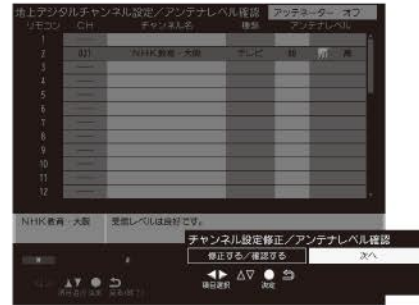 地上デジタルチャンネル設定/アンテナレベル確認 アッテネーター オフ
リモコン CH チャンネル名 種類 アンテナレベル
1 ----
2 021 NHK教育・大阪 テレビ
3 ----
4 ----
5 ----
6 ----
7 ----
8 ----
9 ----
10 ----
11 ----
12 ----
NHK教育・大阪 受信レベルは良好です。
チャンネル設定修正/アンテナレベル確認
修正する/確認する 次へ
項目選択 決定